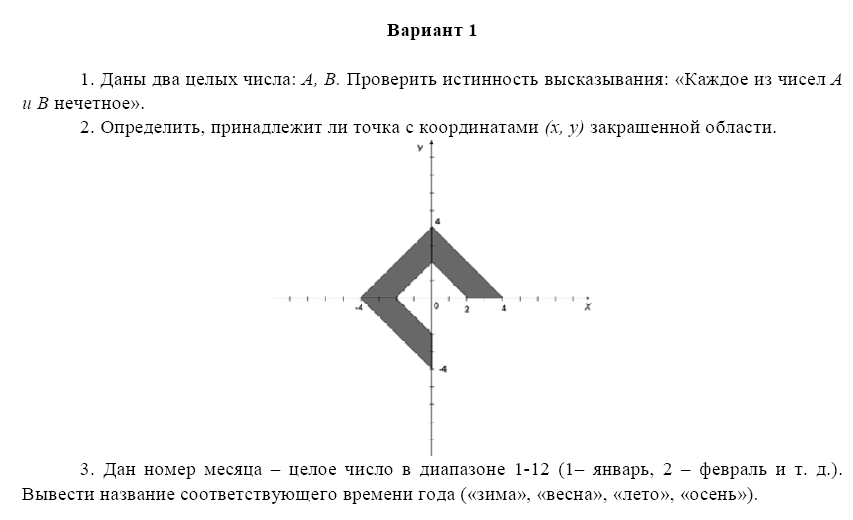 Вариант 1
1. Даны два целых числа: A, B. Проверить истинность высказывания: «Каждое из чисел A
и B нечетное».
2. Определить, принадлежит ли точка с координатами (x, y) закрашенной области.
Y
4
-4
0
2
4
X
-4
3. Дан номер месяца – целое число в диапазоне 1-12 (1– январь, 2 – февраль и т. д.).
Вывести название соответствующего времени года («зима», «весна», «лето», «осень»).